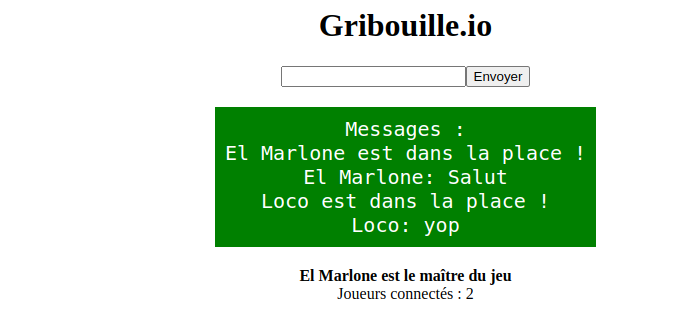 Gribouille.io
Envoyer
Messages :
El Marlone est dans la place !
El Marlone: Salut
Loco est dans la place !
Loco: yop
El Marlone est le maître du jeu
Joueurs connectés : 2